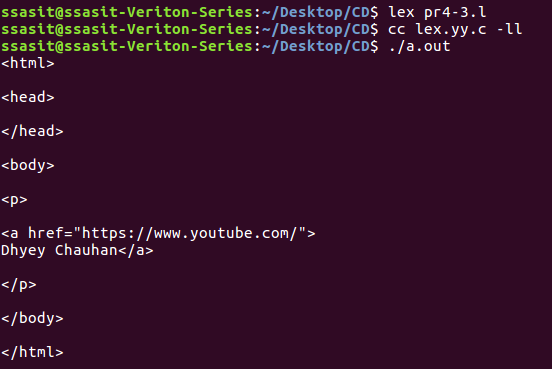 ssasit@ssasit-Veriton-Series:~/Desktop/CD$ lex pr4-3.l
ssasit@ssasit-Veriton-Series:~/Desktop/CD$ cc lex.yy.c -ll
ssasit@ssasit-Veriton-Series:~/Desktop/CD$ ./a.out
<html>
<head>
</head>
<body>
<p>
<a href="https://www.youtube.com/">
Dhyey Chauhan</a>
</p>
</body>
</html>